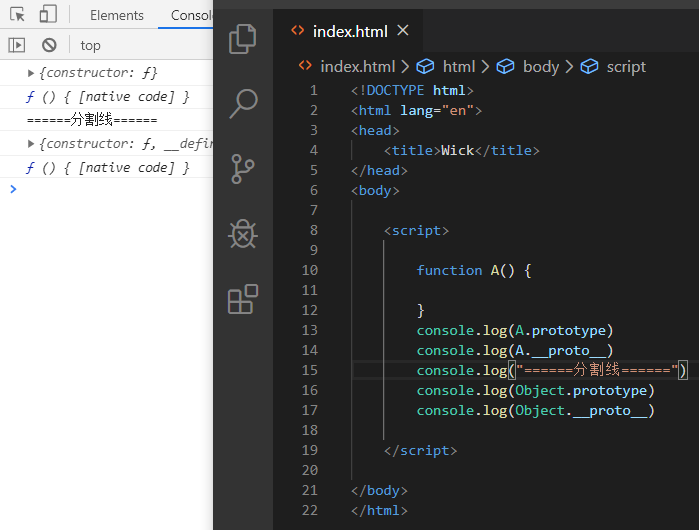 Elements Consol
top
▶{constructor: ƒ}
ƒ () { [native code] }
======分割线======
▶{constructor: ƒ, __defin
ƒ () { [native code] }
>
<> index.html ×
<> index.html > html > body > script
1 <!DOCTYPE html>
2 <html lang="en">
3 <head>
4 <title>Wick</title>
5 </head>
6 <body>
7
8 <script>
9
10 function A() {
11
12 }
13 console.log(A.prototype)
14 console.log(A.__proto__)
15 console.log("======分割线======")
16 console.log(Object.prototype)
17 console.log(Object.__proto__)
18
19 </script>
20
21 </body>
22 </html>